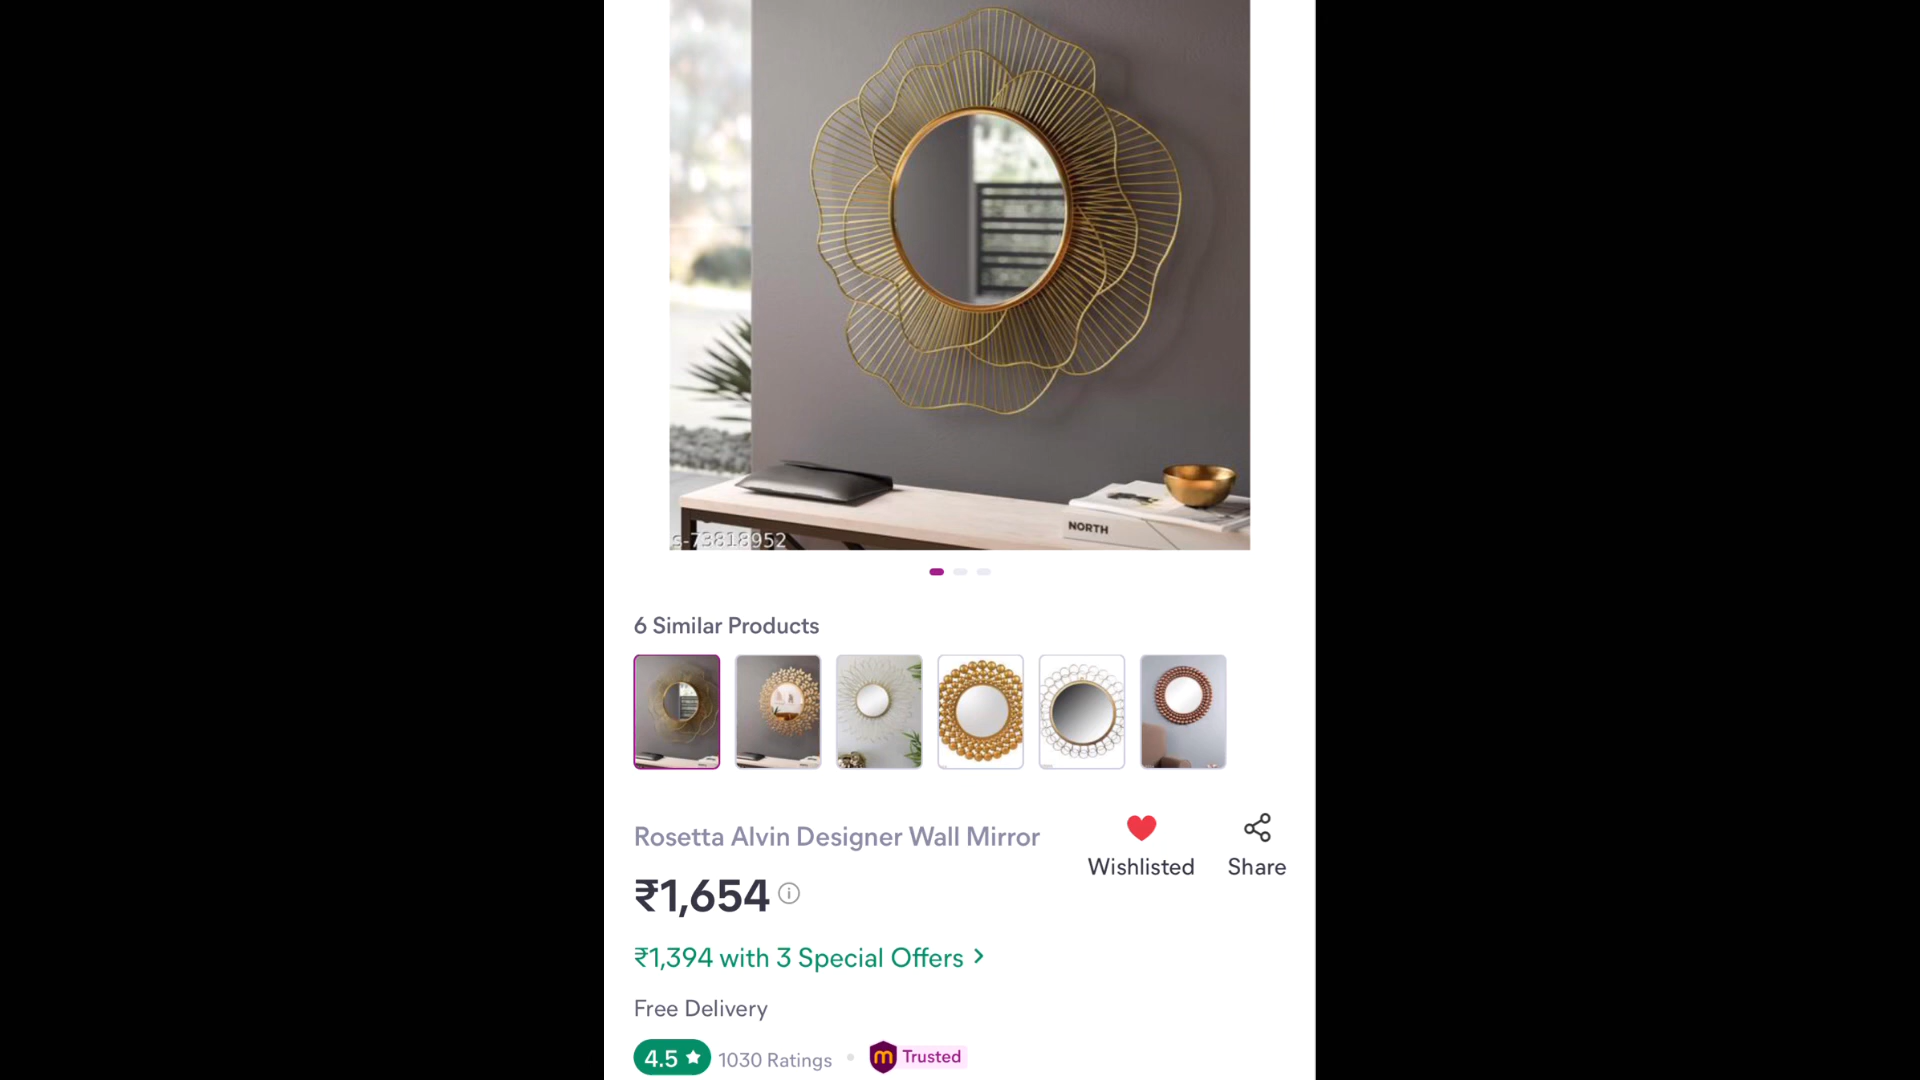 NORTH
s-73818952
6 Similar Products
Rosetta Alvin Designer Wall Mirror
Wishlisted
Share
₹1,654
₹1,394 with 3 Special Offers
Free Delivery
4.5 ★ 1030 Ratings • m Trusted